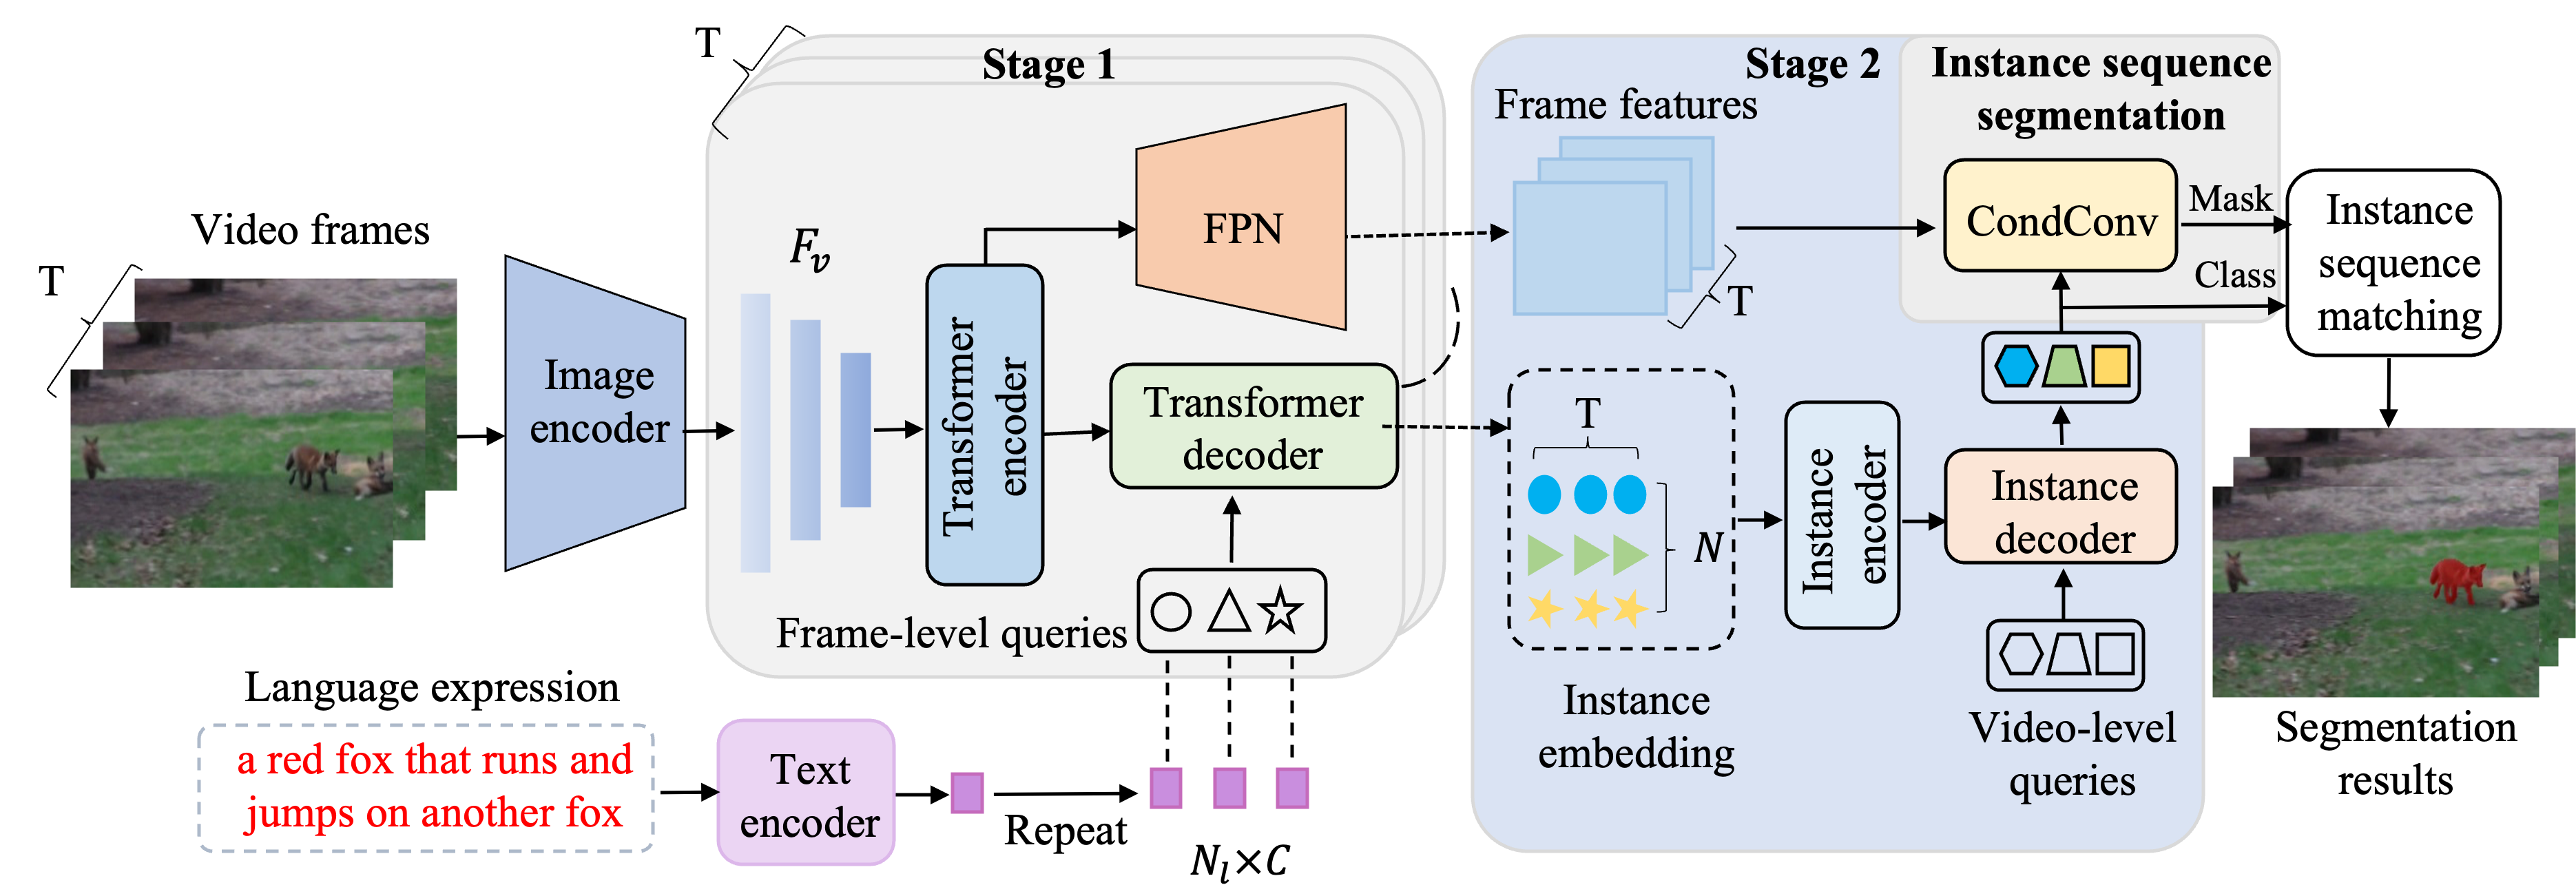 T
Stage 1
Stage 2
Instance sequence
segmentation
Frame features
Video frames
T
F_v
FPN
CondConv
Mask
Class
Instance
sequence
matching
T
Image
encoder
Transformer
encoder
Transformer
decoder
T
N
Instance
encoder
Instance
decoder
Frame-level queries
Language expression
a red fox that runs and
jumps on another fox
Text
encoder
Repeat
N_l×C
Instance
embedding
Video-level
queries
Segmentation
results